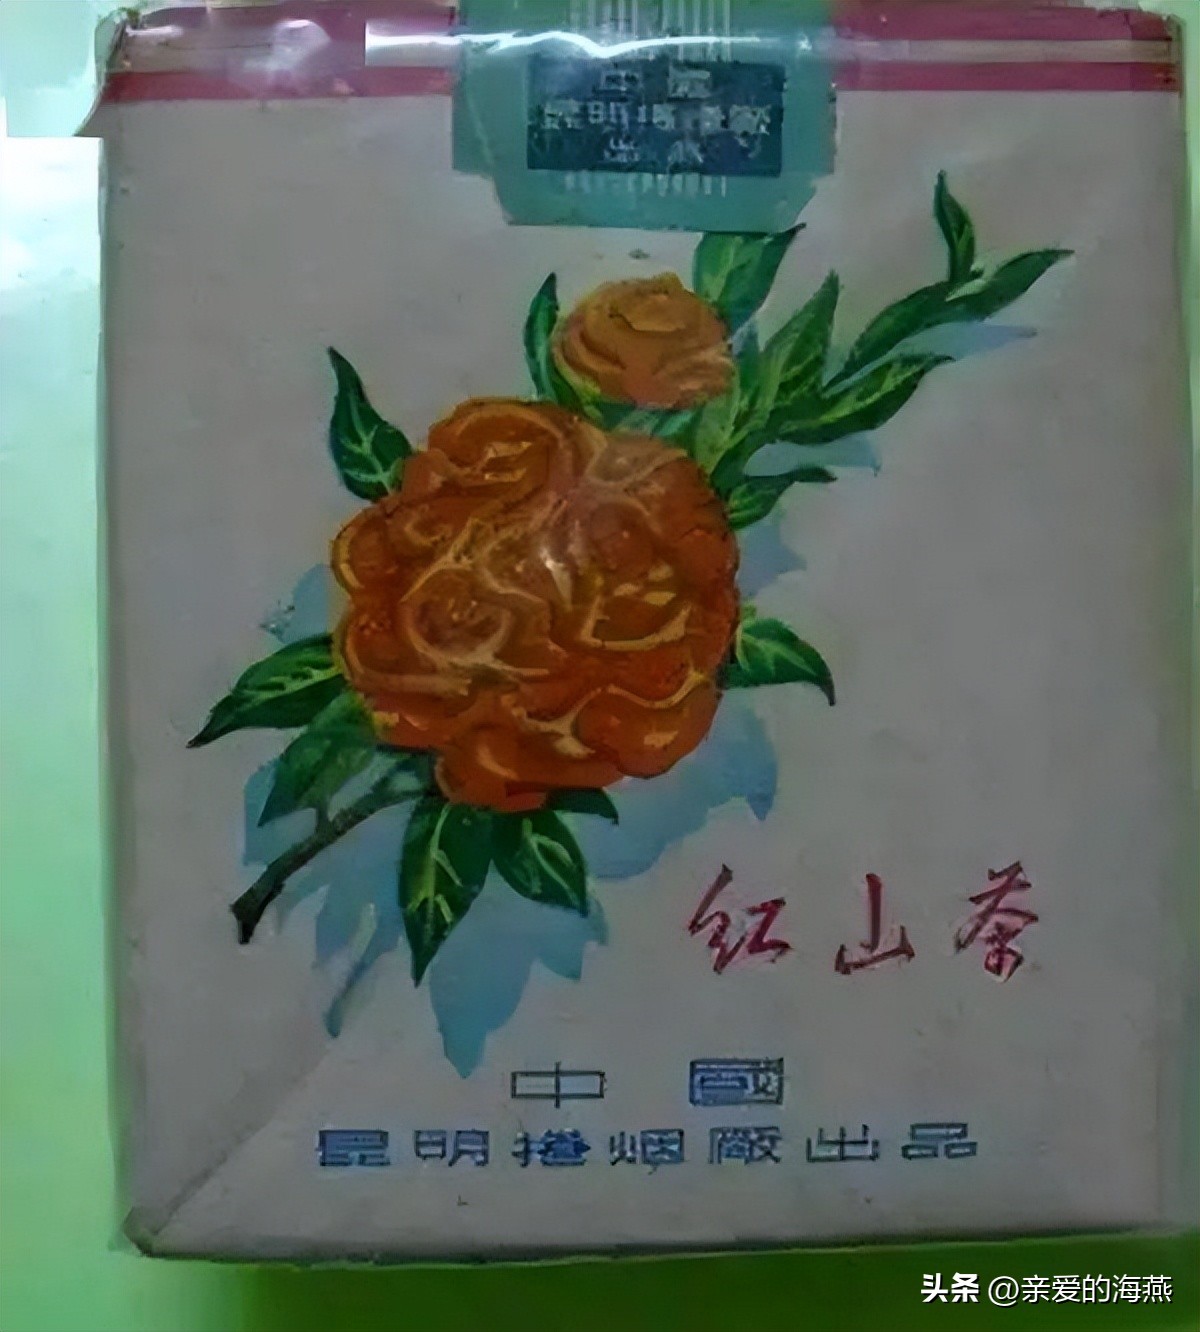 红山茶
中國
昆明捲烟廠出品
头条 @亲爱的海燕